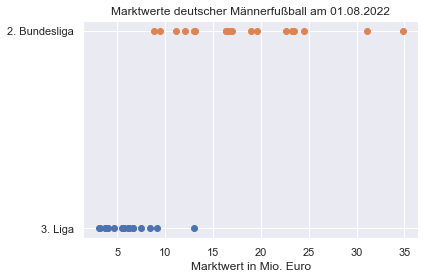 Marktwerte deutscher Männerfußball am 01.08.2022
2. Bundesliga
3. Liga
5 10 15 20 25 30 35
Marktwert in Mio. Euro